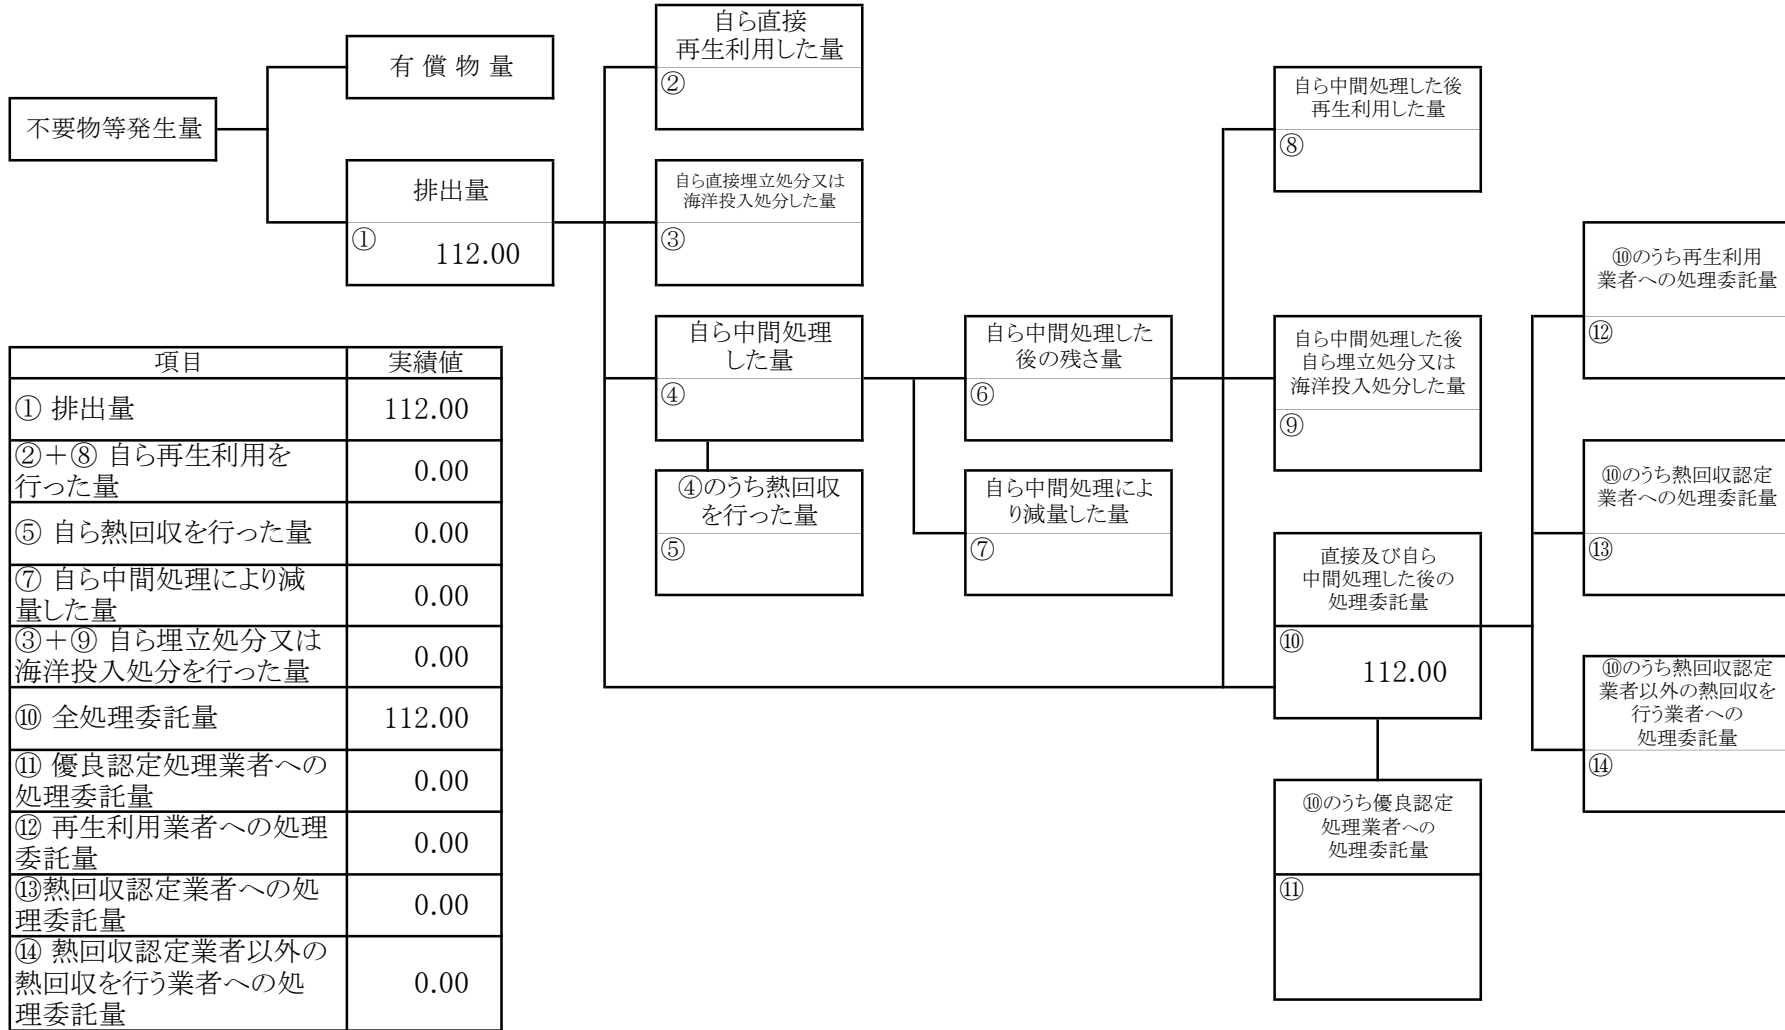 不要物等発生量
有 償 物 量
排出量
①
112.00
自ら直接
再生利用した量
②
自ら直接埋立処分又は
海洋投入処分した量
③
自ら中間処理
した量
④
④のうち熱回収
を行った量
⑤
自ら中間処理した
後の残さ量
⑥
自ら中間処理によ
り減量した量
⑦
自ら中間処理した後
再生利用した量
⑧
自ら中間処理した後
自ら埋立処分又は
海洋投入処分した量
⑨
直接及び自ら
中間処理した後の
処理委託量
⑩
112.00
⑩のうち優良認定
処理業者への
処理委託量
⑪
⑩のうち再生利用
業者への処理委託量
⑫
⑩のうち熱回収認定
業者への処理委託量
⑬
⑩のうち熱回収認定
業者以外の熱回収を
行う業者への
処理委託量
⑭
項目 実績値
① 排出量 112.00
②＋⑧ 自ら再生利用を
行った量 0.00
⑤ 自ら熱回収を行った量 0.00
⑦ 自ら中間処理により減
量した量 0.00
③＋⑨ 自ら埋立処分又は
海洋投入処分を行った量 0.00
⑩ 全処理委託量 112.00
⑪ 優良認定処理業者への
処理委託量 0.00
⑫ 再生利用業者への処理
委託量 0.00
⑬熱回収認定業者への処
理委託量 0.00
⑭ 熱回収認定業者以外の
熱回収を行う業者への処
理委託量 0.00